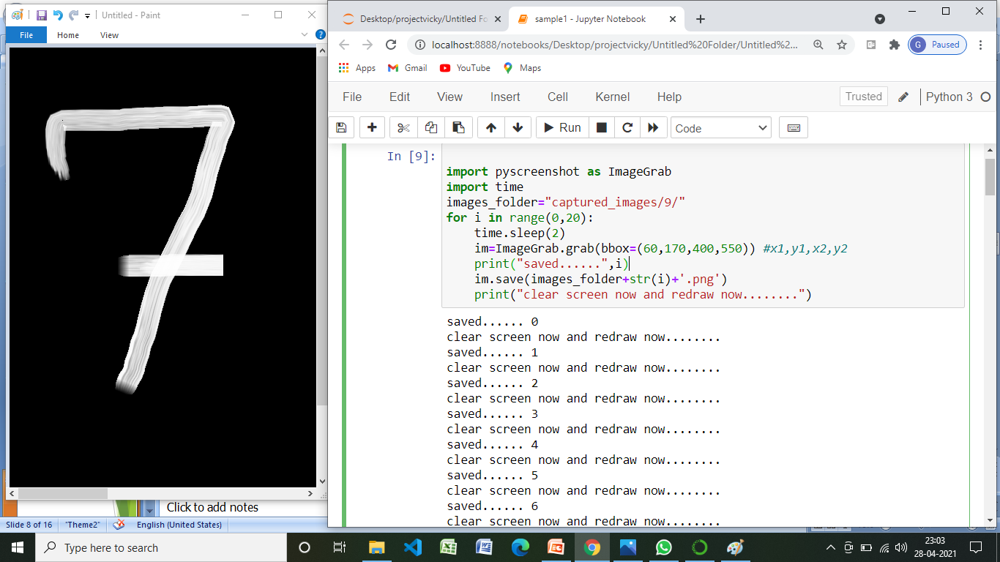 Untitled - Paint
File Home View
7
Click to add notes
Slide 8 of 16 "Theme2" English (United States)
Desktop/projectvicky/Untitled Fo
sample1 - Jupyter Notebook
localhost:8888/notebooks/Desktop/projectvicky/Untitled%20Folder/Untitled%2...
G Paused
Apps Gmail YouTube Maps
File Edit View Insert Cell Kernel Help Trusted Python 3
Run Code
In [9]:
import pyscreenshot as ImageGrab
import time
images_folder="captured_images/9/"
for i in range(0,20):
    time.sleep(2)
    im=ImageGrab.grab(bbox=(60,170,400,550)) #x1,y1,x2,y2
    print("saved......",i)
    im.save(images_folder+str(i)+'.png')
    print("clear screen now and redraw now........")
saved...... 0
clear screen now and redraw now........
saved...... 1
clear screen now and redraw now........
saved...... 2
clear screen now and redraw now........
saved...... 3
clear screen now and redraw now........
saved...... 4
clear screen now and redraw now........
saved...... 5
clear screen now and redraw now........
saved...... 6
clear screen now and redraw now........
Type here to search
23:03
28-04-2021